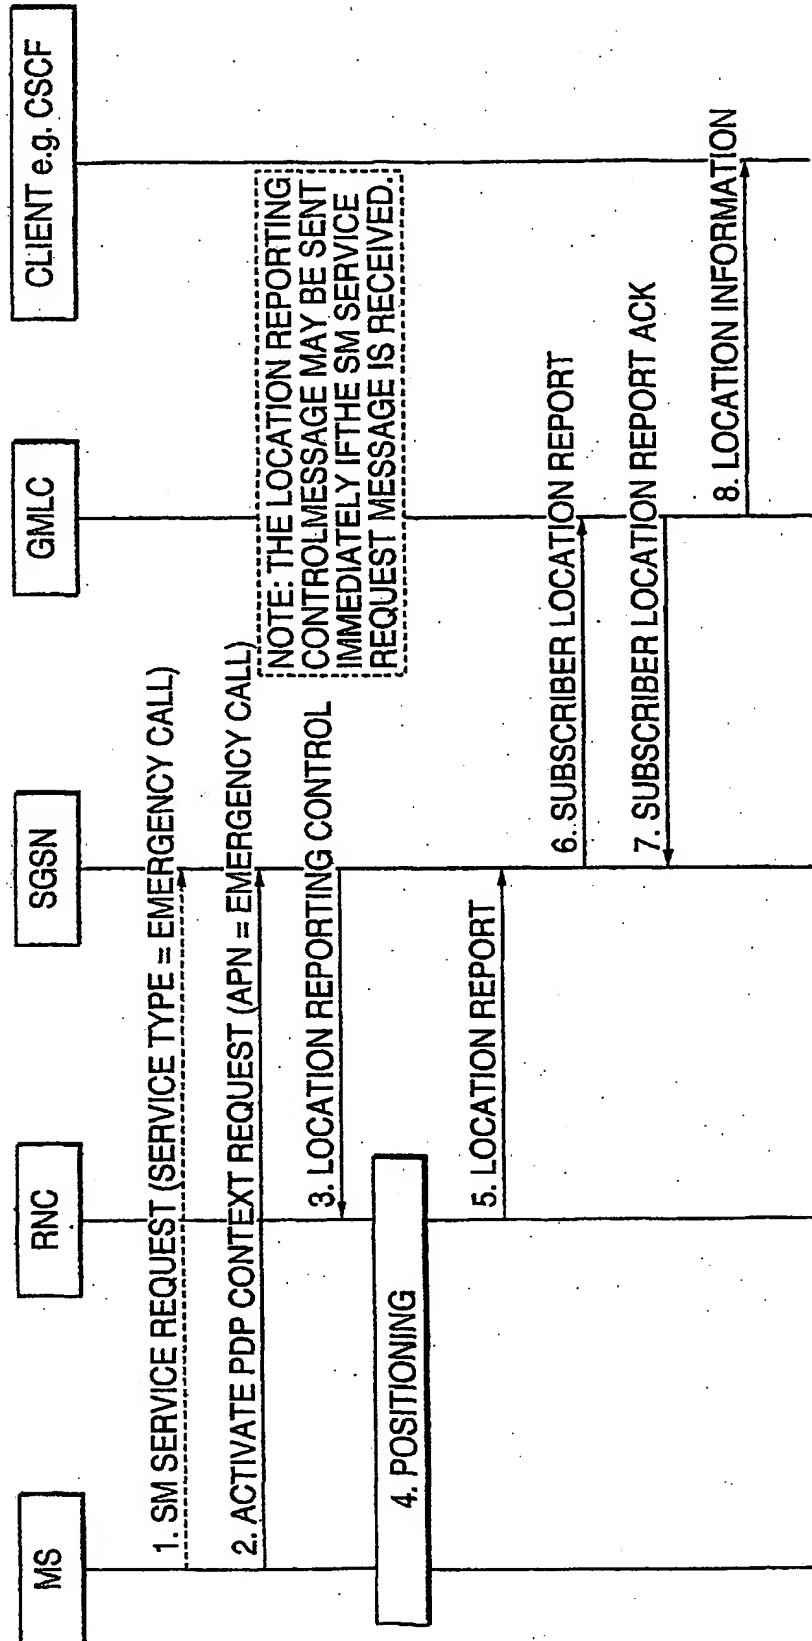 MS
RNC
SGSN
GMLC
CLIENT e.g. CSCF
1. SM SERVICE REQUEST (SERVICE TYPE = EMERGENCY CALL)
2. ACTIVATE PDP CONTEXT REQUEST (APN = EMERGENCY CALL)
NOTE: THE LOCATION REPORTING
CONTROLMESSAGE MAY BE SENT
IMMEDIATELY IFTHE SM SERVICE
REQUEST MESSAGE IS RECEIVED.
3. LOCATION REPORTING CONTROL
4. POSITIONING
5. LOCATION REPORT
6. SUBSCRIBER LOCATION REPORT
7. SUBSCRIBER LOCATION REPORT ACK
8. LOCATION INFORMATION